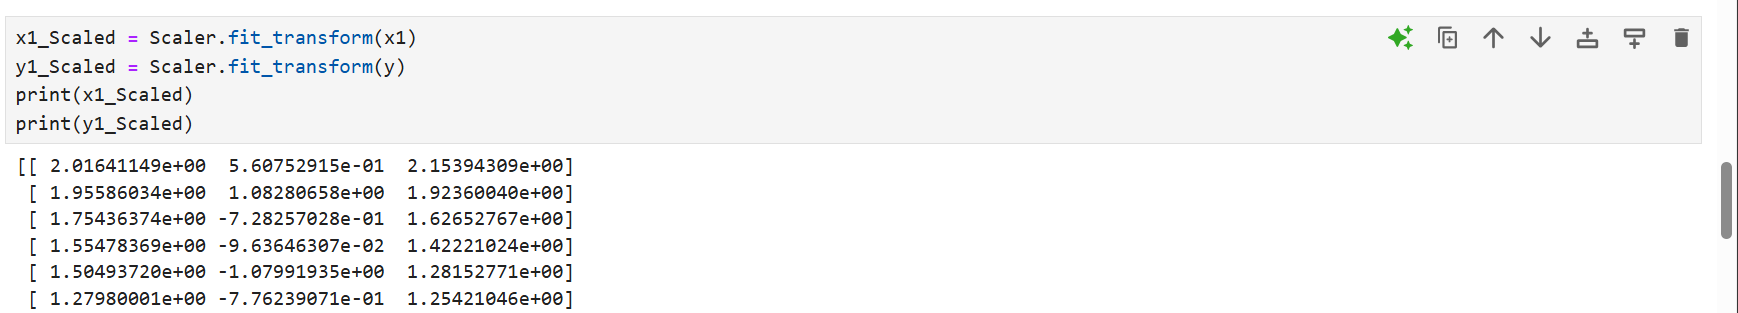 x1_Scaled = Scaler.fit_transform(x1)
y1_Scaled = Scaler.fit_transform(y)
print(x1_Scaled)
print(y1_Scaled)
[[ 2.01641149e+00  5.60752915e-01  2.15394309e+00]
 [ 1.95586034e+00  1.08280658e+00  1.92360040e+00]
 [ 1.75436374e+00 -7.28257028e-01  1.62652767e+00]
 [ 1.55478369e+00 -9.63646307e-02  1.42221024e+00]
 [ 1.50493720e+00 -1.07991935e+00  1.28152771e+00]
 [ 1.27980001e+00 -7.76239071e-01  1.25421046e+00]